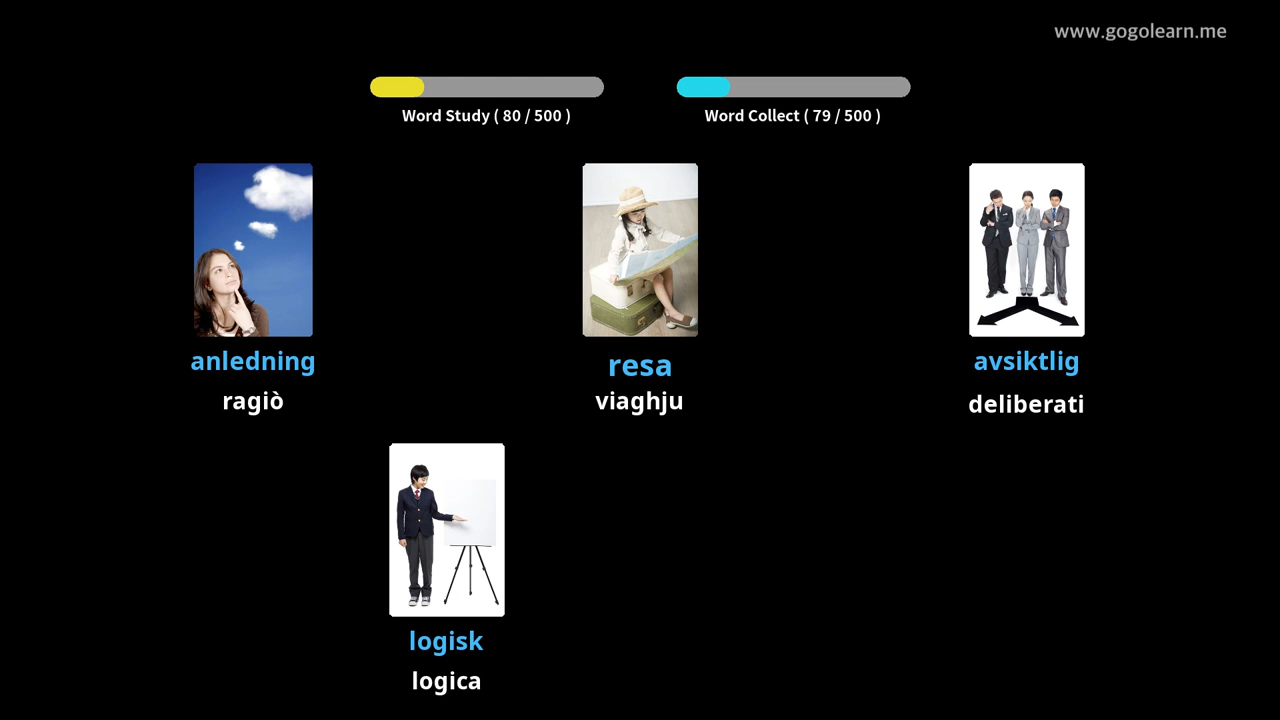 www.gogolearn.me
Word Study ( 80 / 500 )
Word Collect ( 79 / 500 )
anledning
ragiò
resa
viaghju
avsiktlig
deliberati
logisk
logica